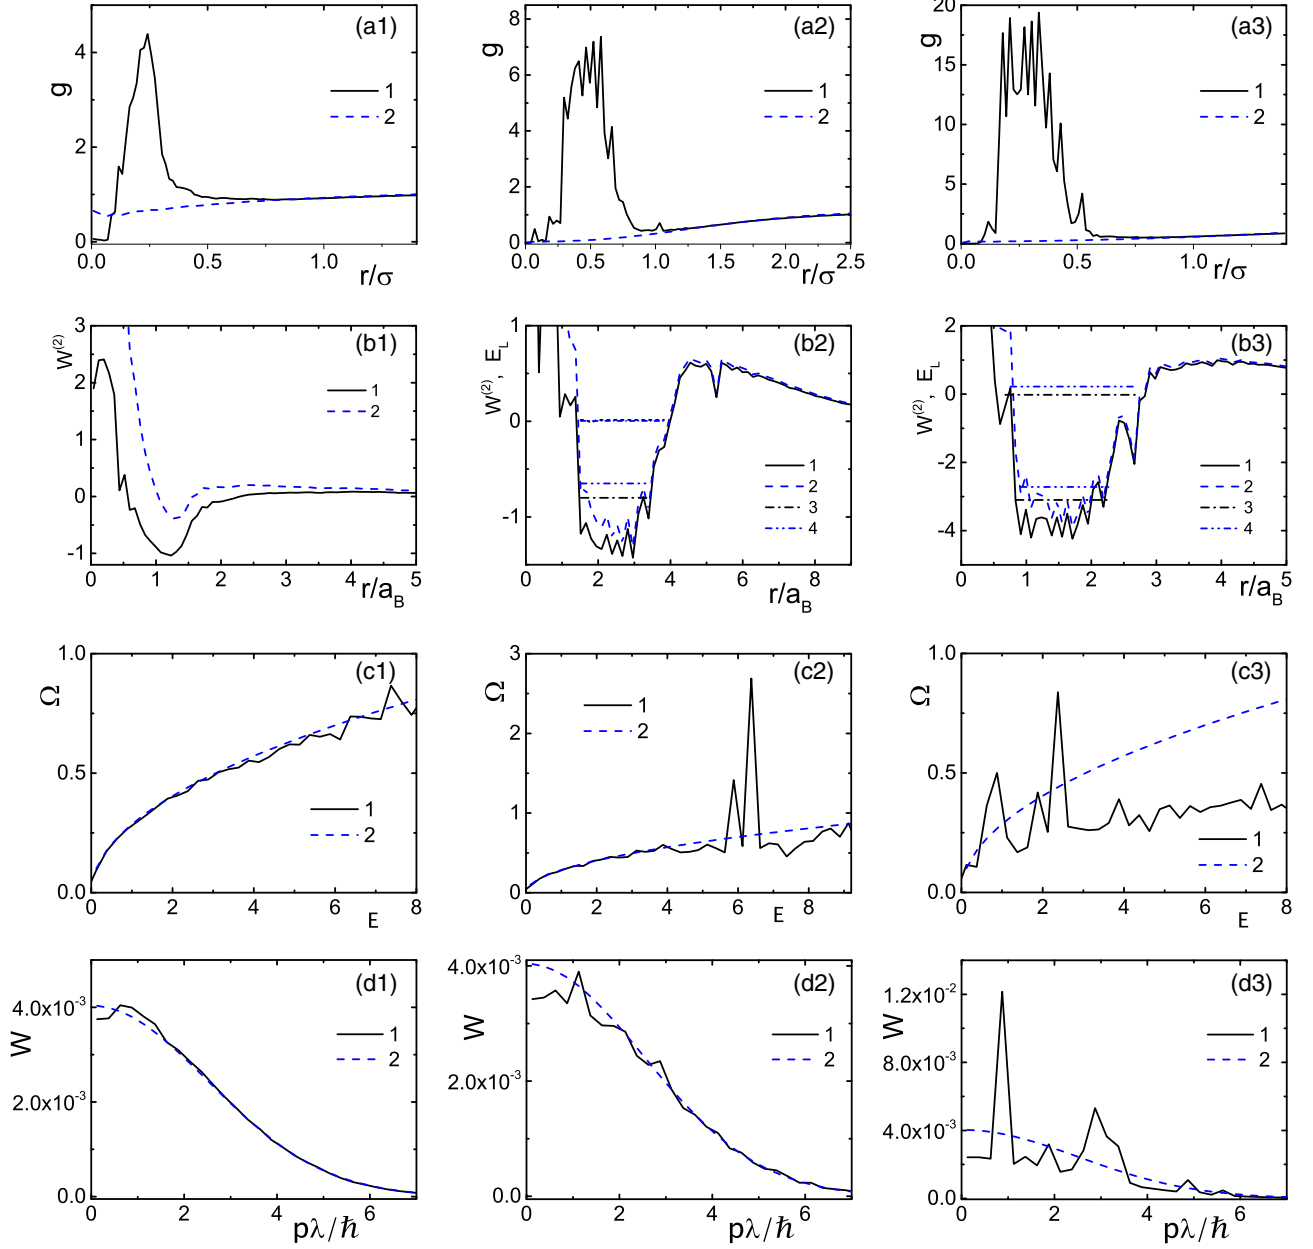 (a1)
g
4
2
0
1
2
0.0
0.5
1.0
r/σ
(a2)
g
8
6
4
2
0
1
2
0.0
0.5
1.0
1.5
2.0
2.5
r/σ
(a3)
g
20
15
10
5
0
1
2
0.0
0.5
1.0
r/σ
(b1)
W(2)
3
2
1
0
-1
1
2
0
1
2
3
4
5
r/aB
(b2)
W(2), EL
1
0
-1
1
2
3
4
0
2
4
6
8
r/aB
(b3)
W(2), EL
2
0
-2
-4
1
2
3
4
0
1
2
3
4
5
r/aB
(c1)
Ω
1.0
0.5
0.0
1
2
0
2
4
6
8
E
(c2)
Ω
3
2
1
0
1
2
0
2
4
6
8
E
(c3)
Ω
1.0
0.5
0.0
1
2
0
2
4
6
8
E
(d1)
W
4.0x10-3
2.0x10-3
0.0
1
2
0
2
4
6
pλ/ħ
(d2)
W
4.0x10-3
2.0x10-3
0.0
1
2
0
2
4
6
pλ/ħ
(d3)
W
1.2x10-2
8.0x10-3
4.0x10-3
0.0
1
2
0
2
4
6
pλ/ħ